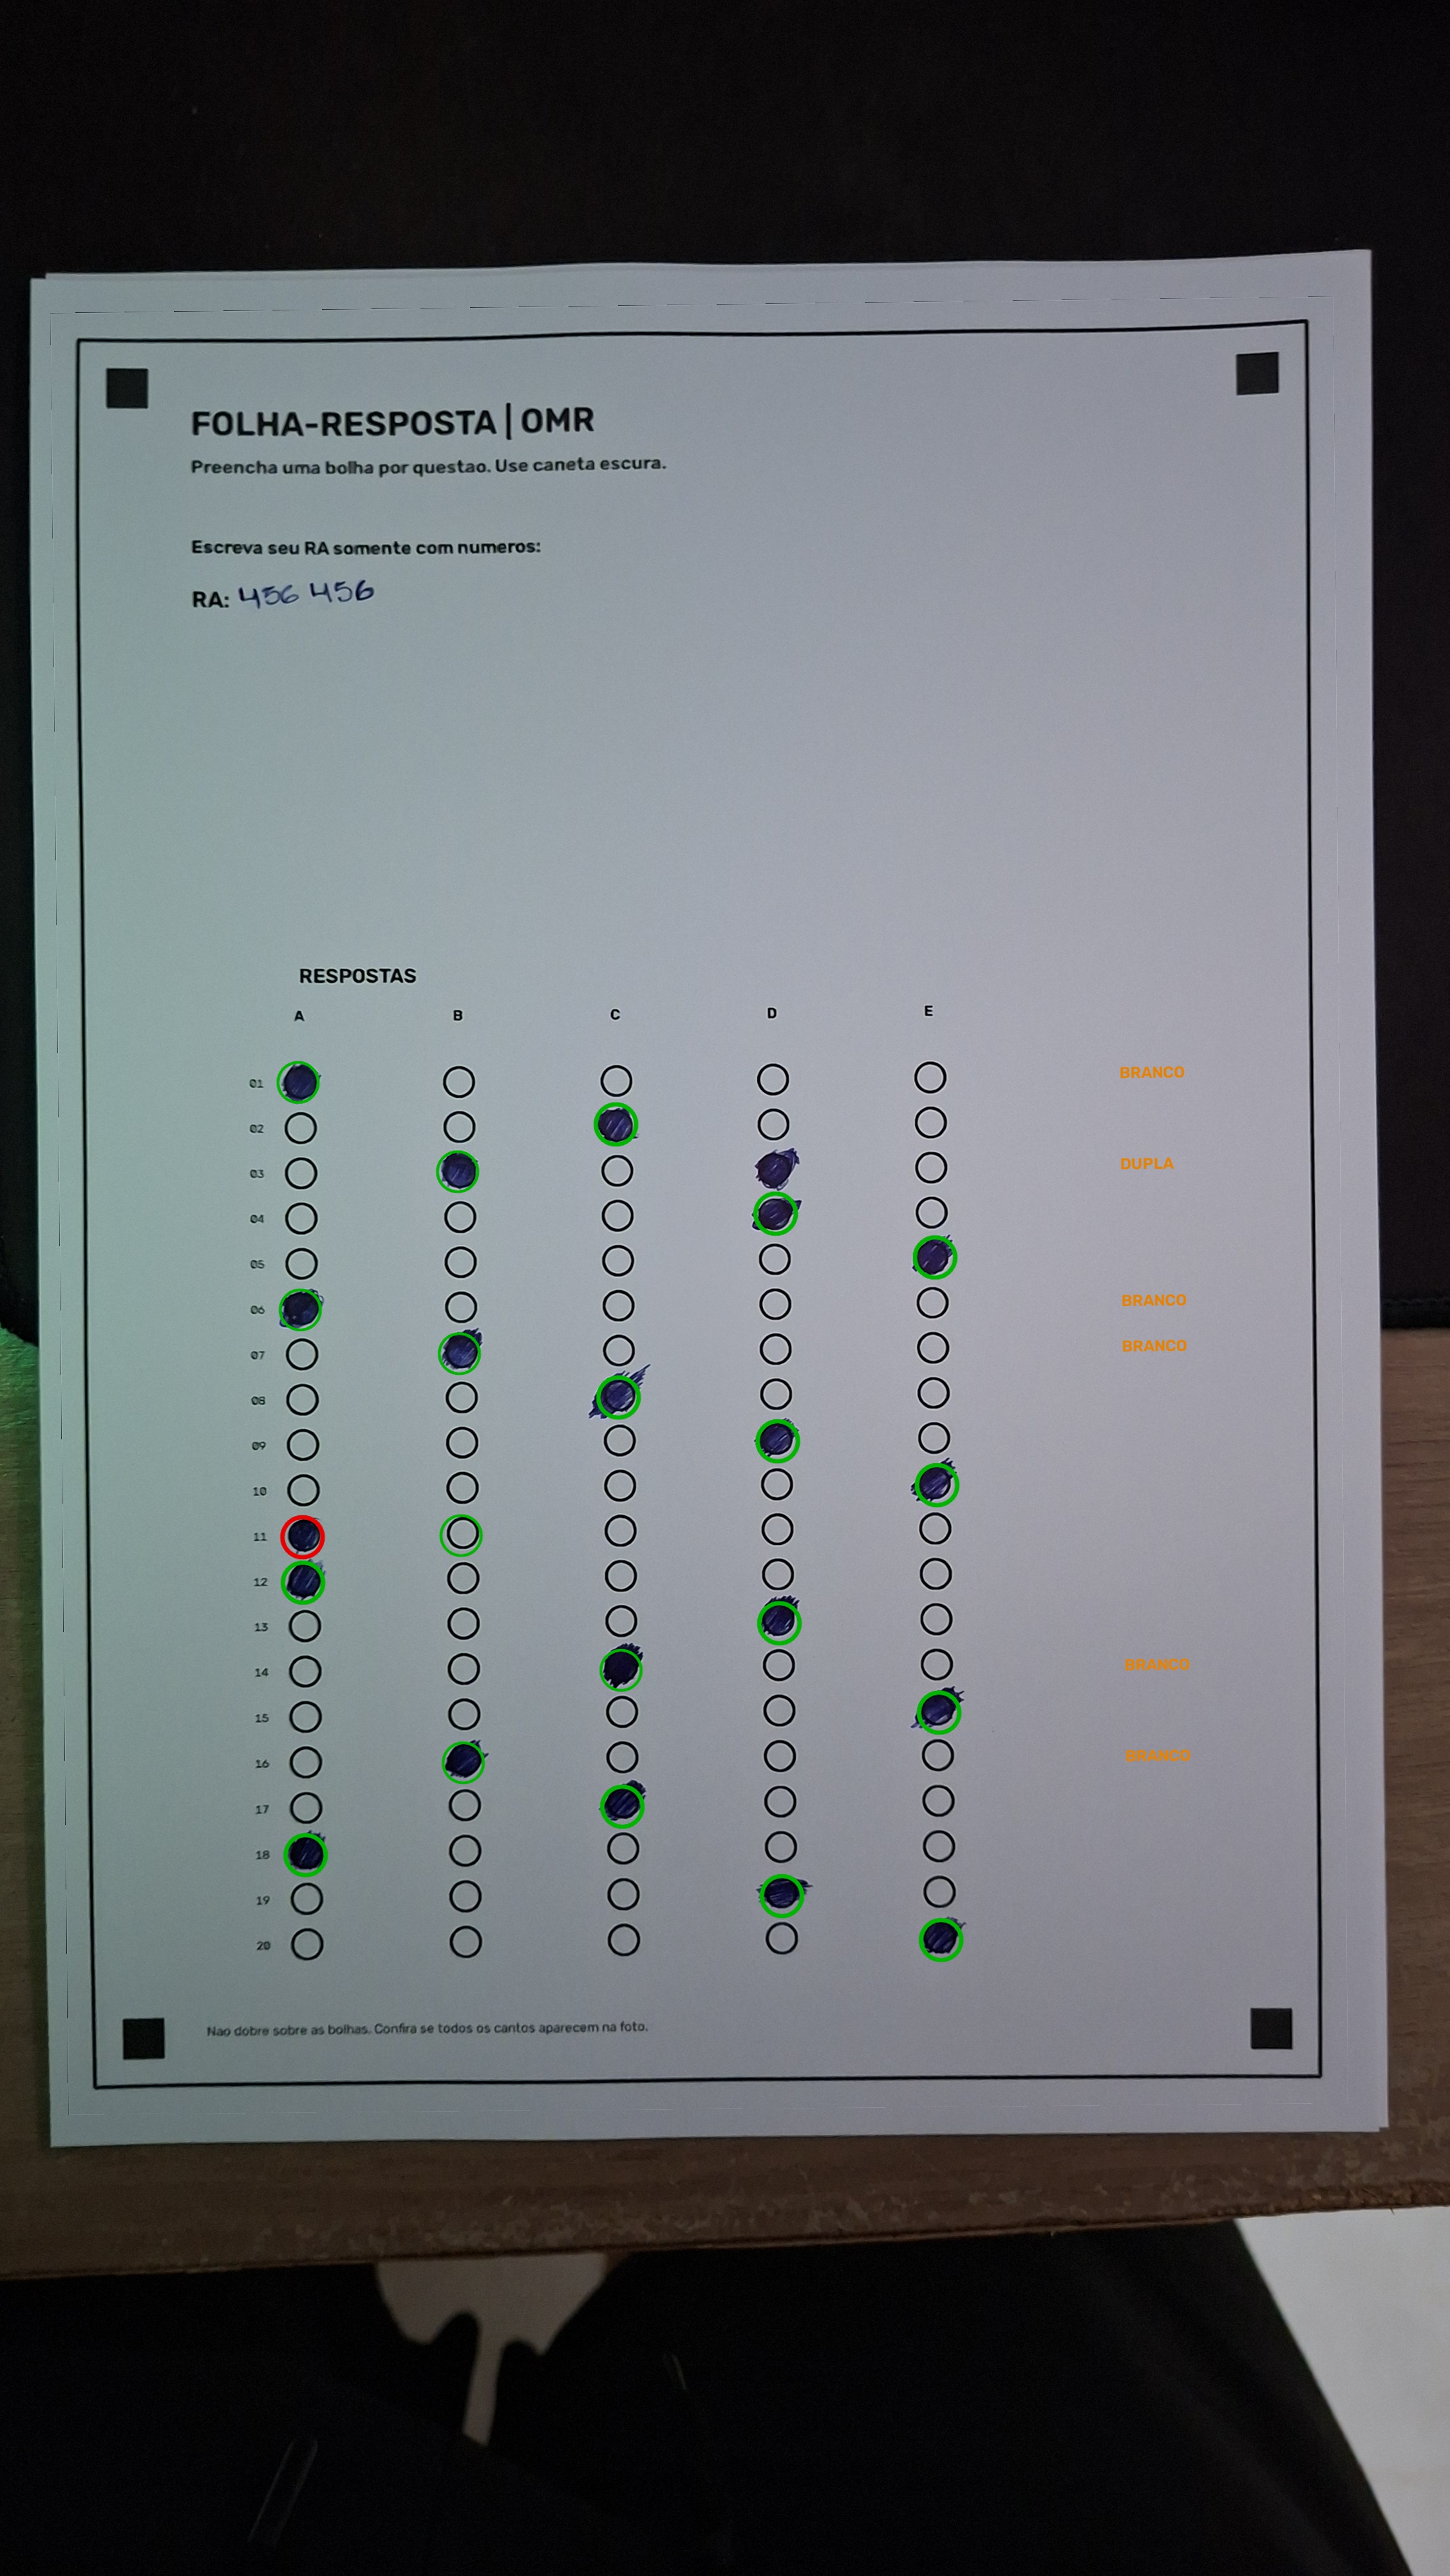 FOLHA-RESPOSTA | OMR
Preencha uma bolha por questao. Use caneta escura.
Escreva seu RA somente com numeros:
RA: 456 456
RESPOSTAS
A B C D E
01 BRANCO
02
03 DUPLA
04
05
06 BRANCO
07 BRANCO
08
09
10
11
12
13
14 BRANCO
15
16 BRANCO
17
18
19
20
Nao dobre sobre as bolhas. Confira se todos os cantos aparecem na foto.